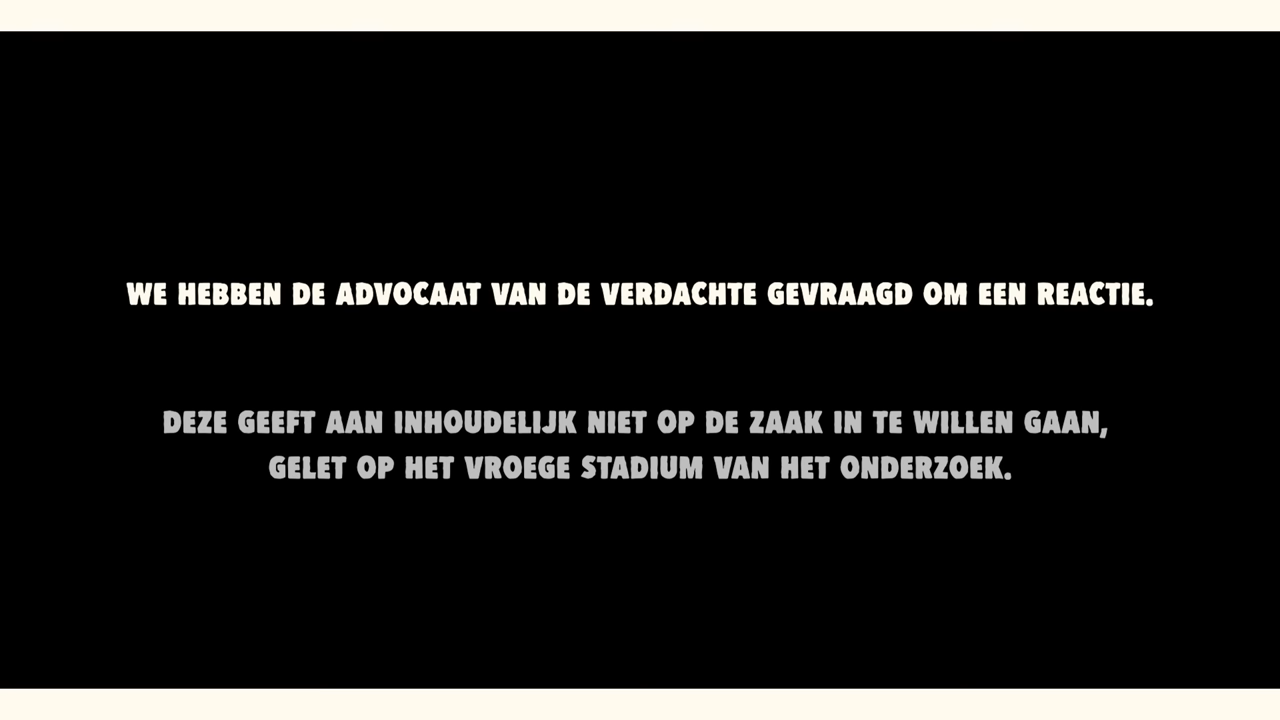 WE HEBBEN DE ADVOCAAT VAN DE VERDACHTE GEVRAAGD OM EEN REACTIE.
DEZE GEEFT AAN INHOUDELIJK NIET OP DE ZAAK IN TE WILLEN GAAN,
GELET OP HET VROEGE STADIUM VAN HET ONDERZOEK.